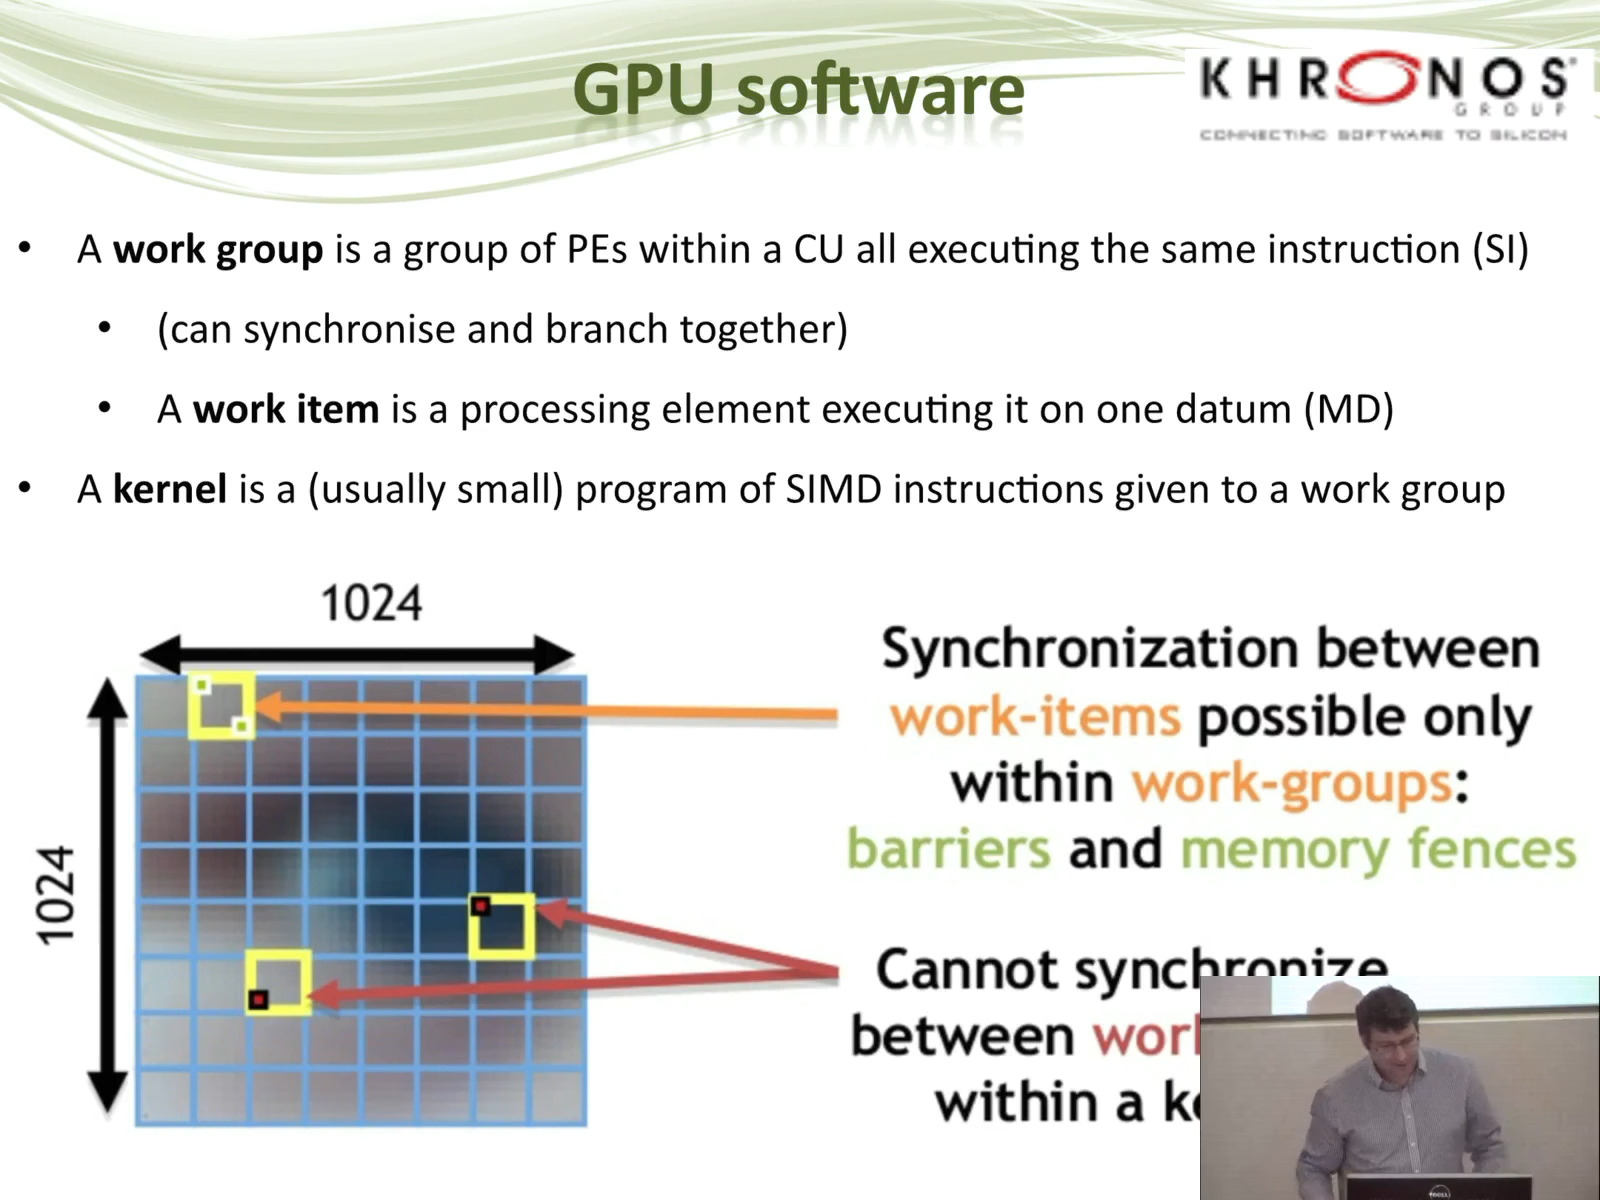 GPU software
KHRONOS
GROUP
CONNECTING SOFTWARE TO SILICON
• A work group is a group of PEs within a CU all executing the same instruction (SI)
• (can synchronise and branch together)
• A work item is a processing element executing it on one datum (MD)
• A kernel is a (usually small) program of SIMD instructions given to a work group
1024
1024
Synchronization between
work-items possible only
within work-groups:
barriers and memory fences
Cannot synchronize
between
within a
DELL